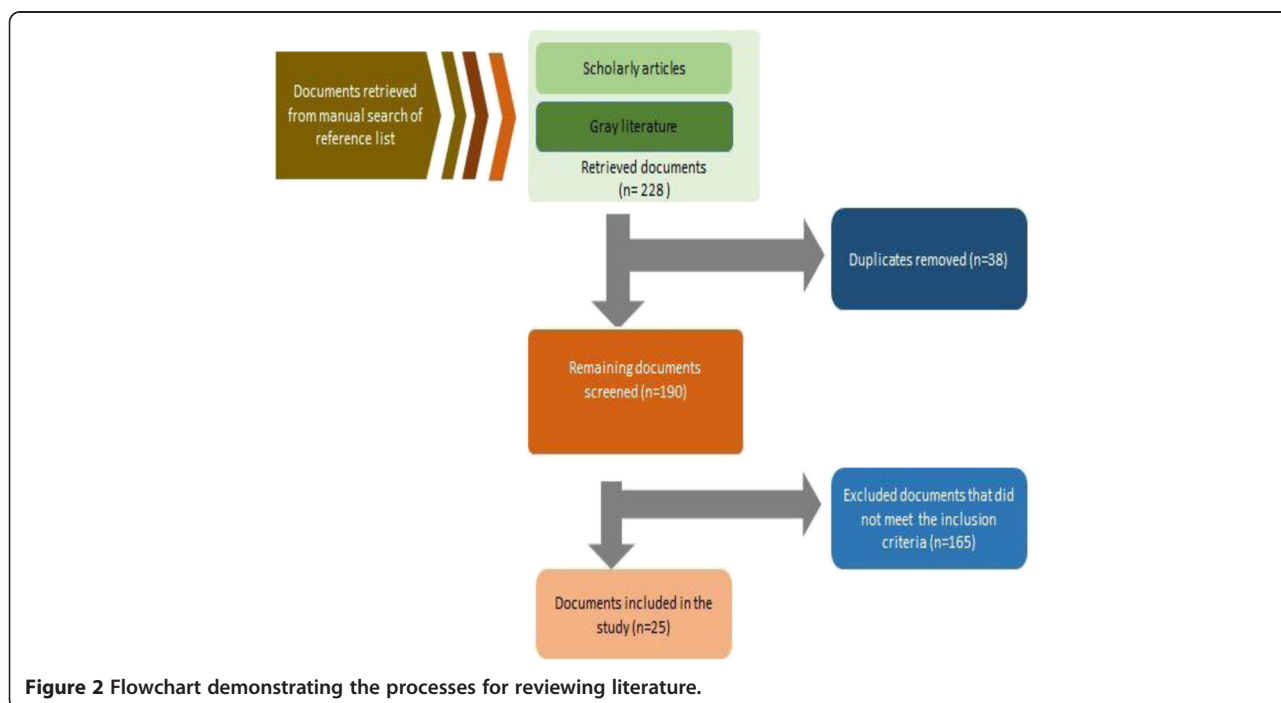 Documents retrieved
from manual search of
reference list
Scholarly articles
Gray literature
Retrieved documents
(n= 228 )
Duplicates removed (n=38)
Remaining documents
screened (n=190)
Excluded documents that did
not meet the inclusion
criteria (n=165)
Documents included in the
study (n=25)
Figure 2 Flowchart demonstrating the processes for reviewing literature.